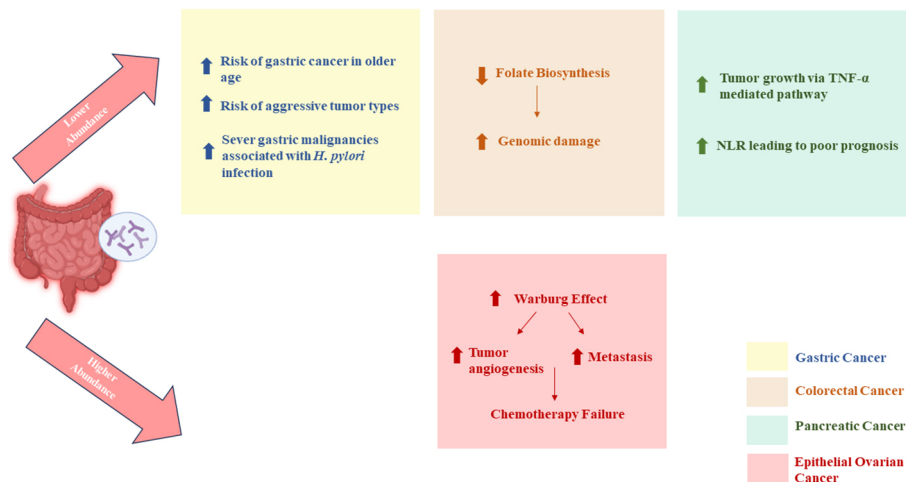 Lower
Abundance
Risk of gastric cancer in older
age
Risk of aggressive tumor types
Sever gastric malignancies
associated with H. pylori
infection
Folate Biosynthesis
Genomic damage
Tumor growth via TNF-α
mediated pathway
NLR leading to poor prognosis
Higher
Abundance
Warburg Effect
Tumor
angiogenesis
Metastasis
Chemotherapy Failure
Gastric Cancer
Colorectal Cancer
Pancreatic Cancer
Epithelial Ovarian
Cancer